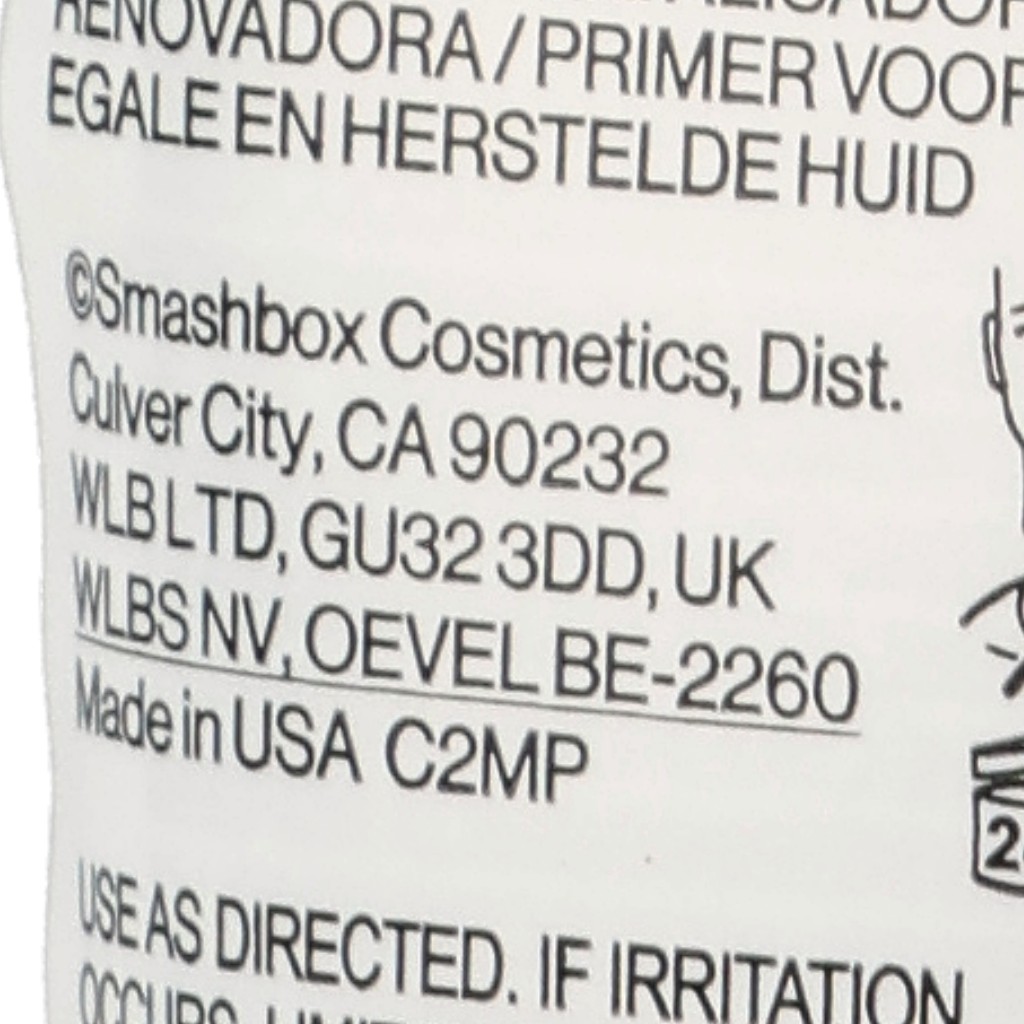 RENOVADORA / PRIMER VOOR
EGALE EN HERSTELDE HUID
©Smashbox Cosmetics, Dist.
Culver City, CA 90232
WLB LTD, GU32 3DD, UK
WLBS NV, OEVEL BE-2260
Made in USA C2MP
USE AS DIRECTED. IF IRRITATION
OCCURS,